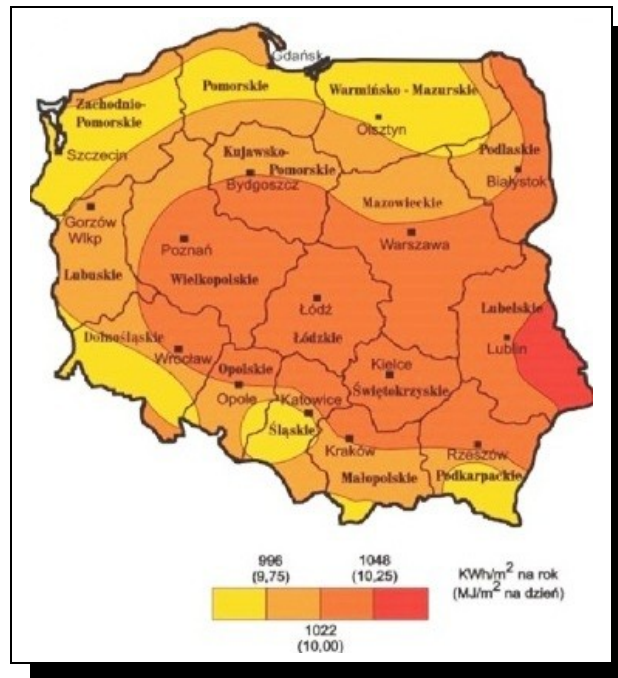 Gdańsk
Pomorskie
Warmińsko - Mazurskie
Zachodnio-
Pomorskie
Olsztyn
Szczecin
Kujawsko-
Pomorskie
Podlaskie
Bydgoszcz
Białystok
Mazowieckie
Gorzów
Wlkp
Warszawa
Poznań
Lubuskie
Wielkopolskie
Łódź
Lubelskie
Łódzkie
Dolnośląskie
Wrocław
Lublin
Opolskie
Kielce
Opole
Katowice
Świętokrzyskie
Śląskie
Kraków
Rzeszów
Małopolskie
Podkarpackie
996
(9,75)
1048
(10,25)
KWh/m² na rok
(MJ/m² na dzień)
1022
(10,00)